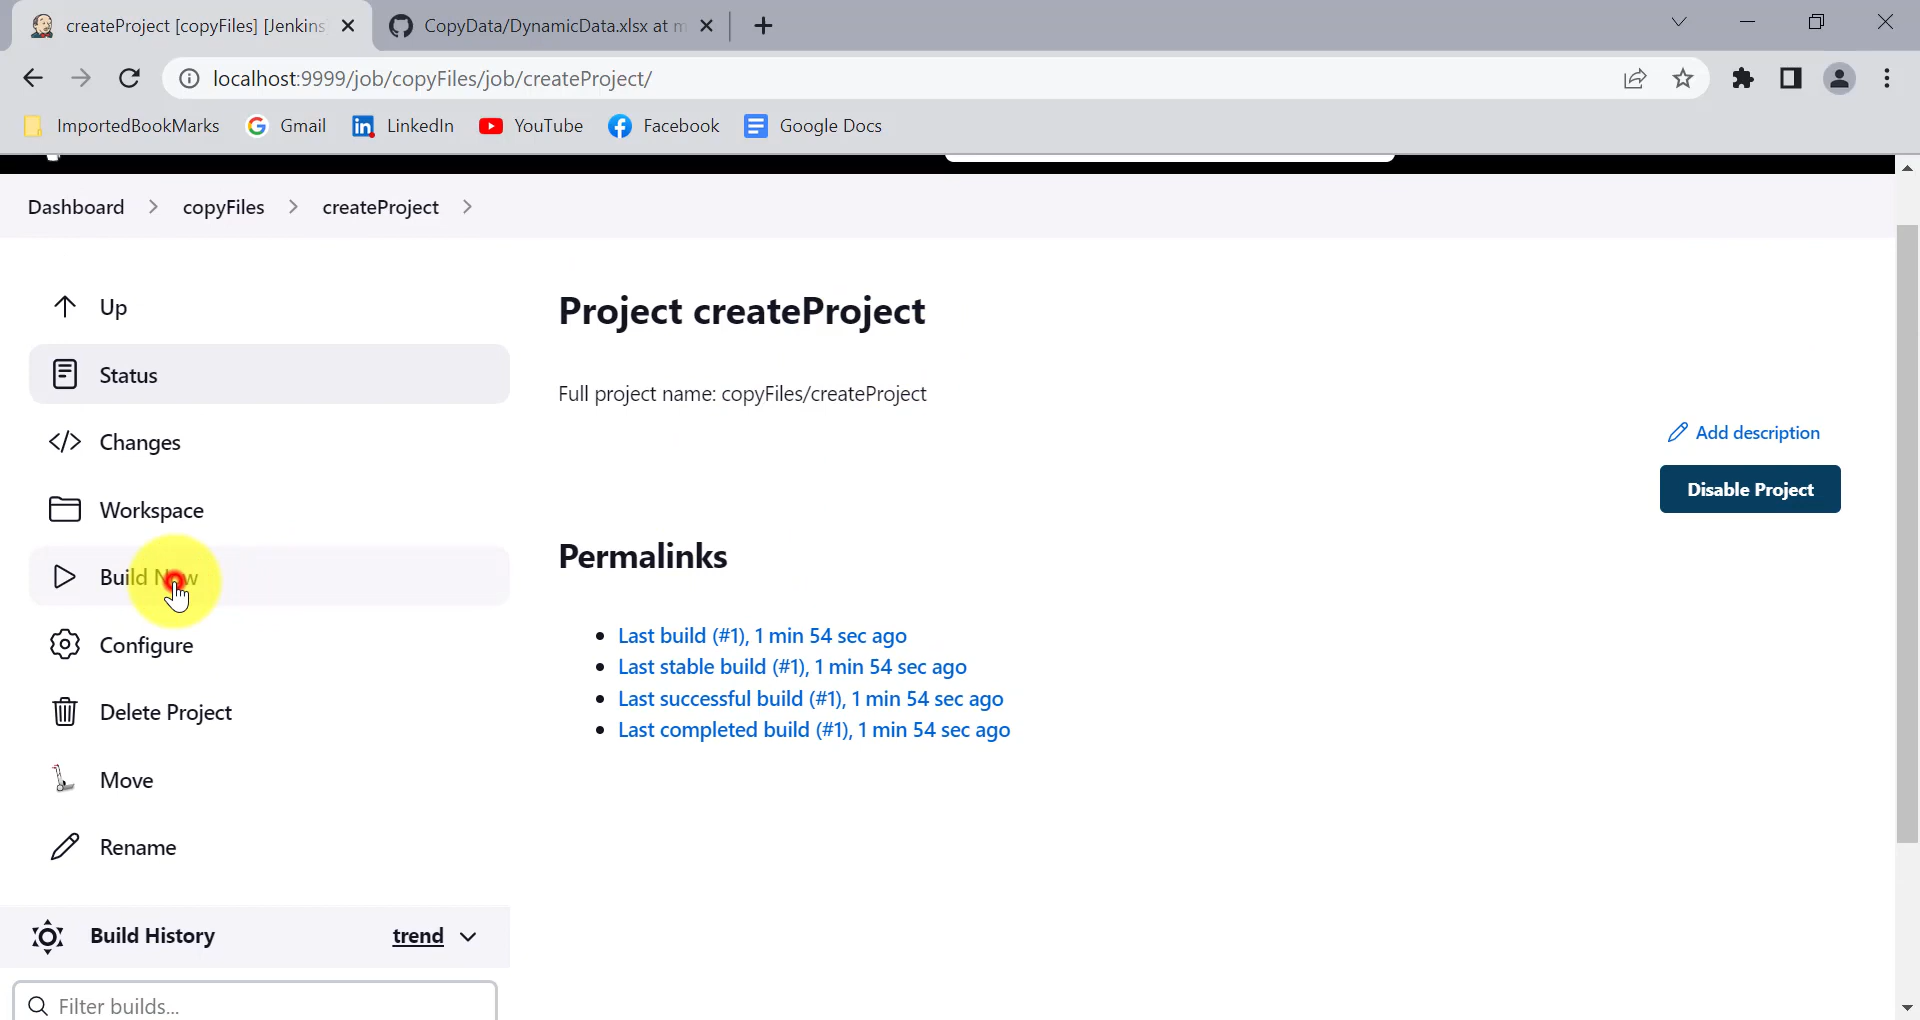 createProject [copyFiles] [Jenkins
CopyData/DynamicData.xlsx at m
localhost:9999/job/copyFiles/job/createProject/
ImportedBookMarks
Gmail
LinkedIn
YouTube
Facebook
Google Docs
Dashboard
copyFiles
createProject
Up
Status
Changes
Workspace
Build Now
Configure
Delete Project
Move
Rename
Build History
trend
Filter builds...
Project createProject
Full project name: copyFiles/createProject
Add description
Disable Project
Permalinks
Last build (#1), 1 min 54 sec ago
Last stable build (#1), 1 min 54 sec ago
Last successful build (#1), 1 min 54 sec ago
Last completed build (#1), 1 min 54 sec ago